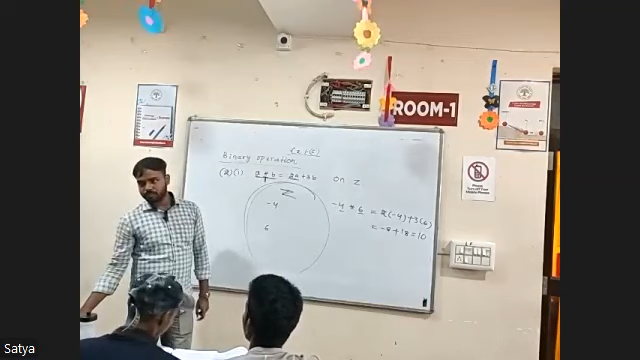 ROOM-1
Ex 1(C)
Binary operation
(2)(1) a * b = 2a + 3b on Z
Z
-4
6
-4 * 6 = 2(-4)+3(6)
= -8+18=10
Satya